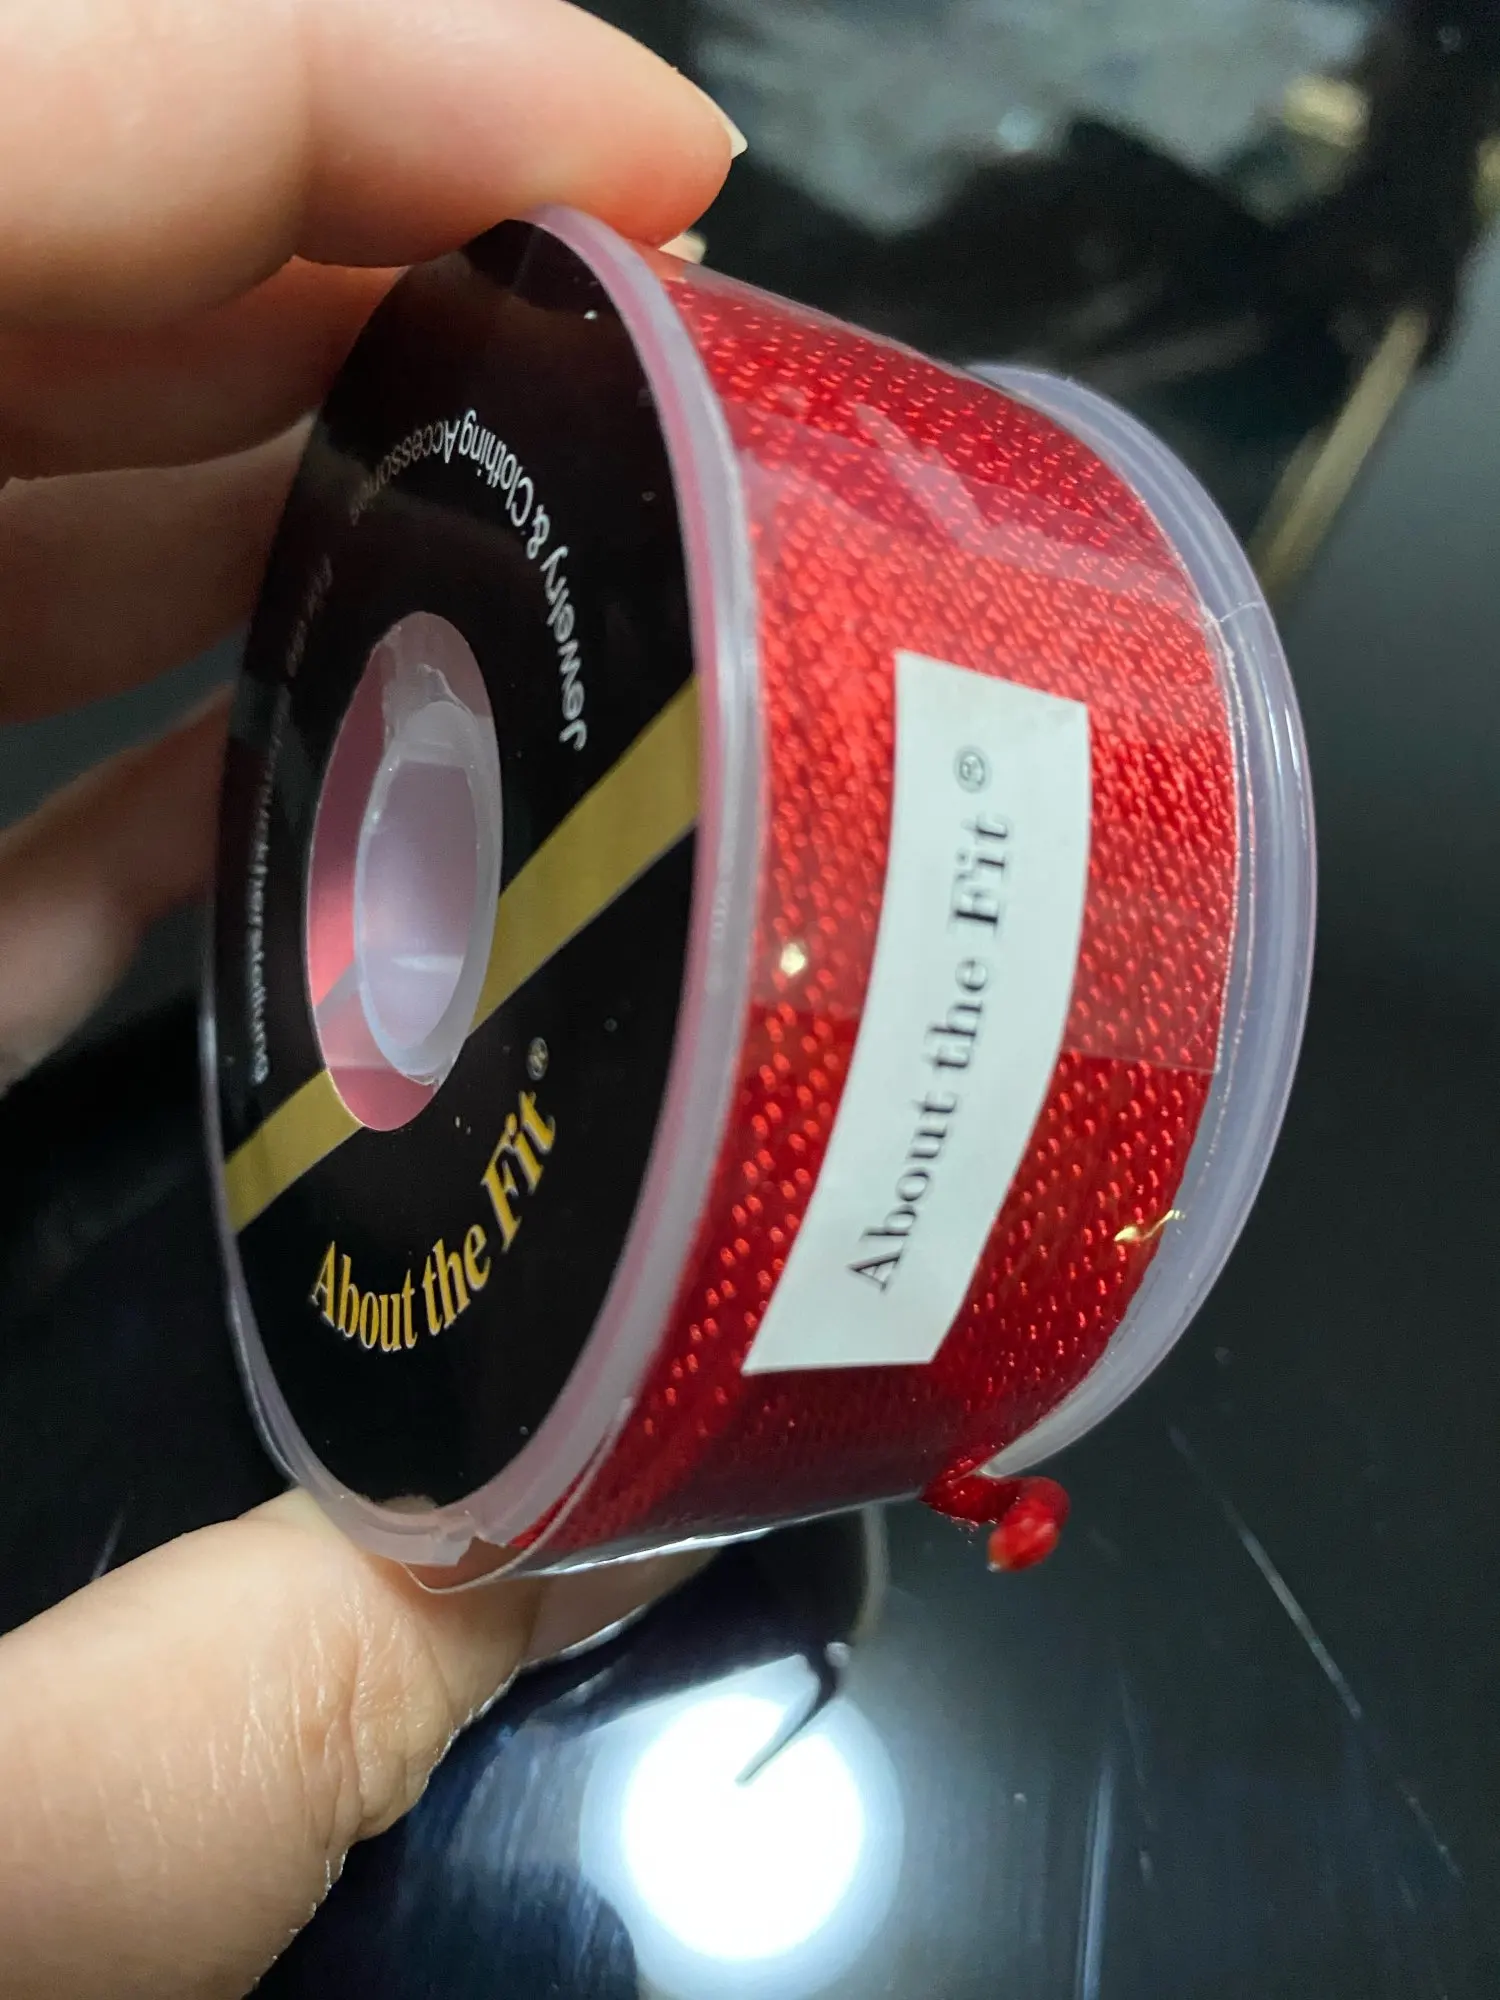 About the Fit ®
About the Fit ®
Jewelry & Clothing Accessories